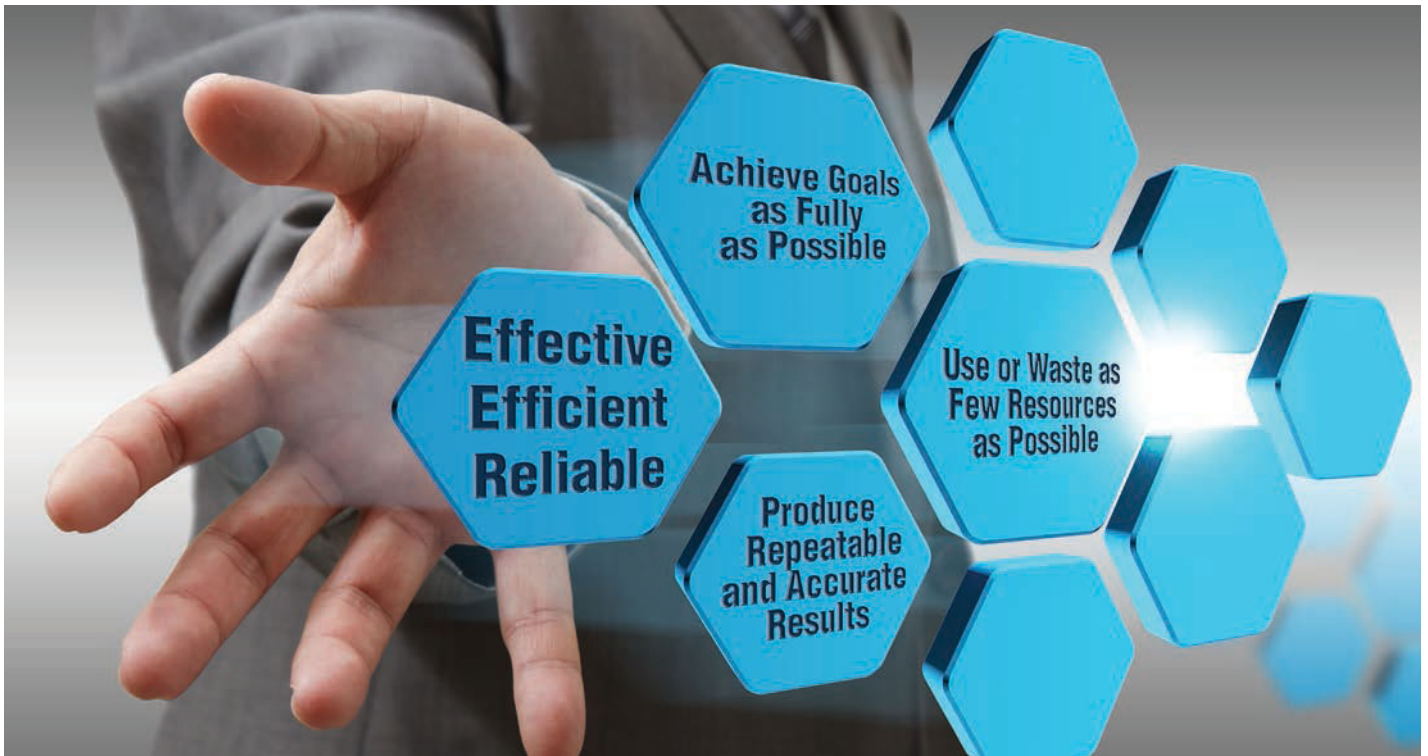 Effective
Efficient
Reliable
Achieve Goals
as Fully
as Possible
Use or Waste as
Few Resources
as Possible
Produce
Repeatable
and Accurate
Results